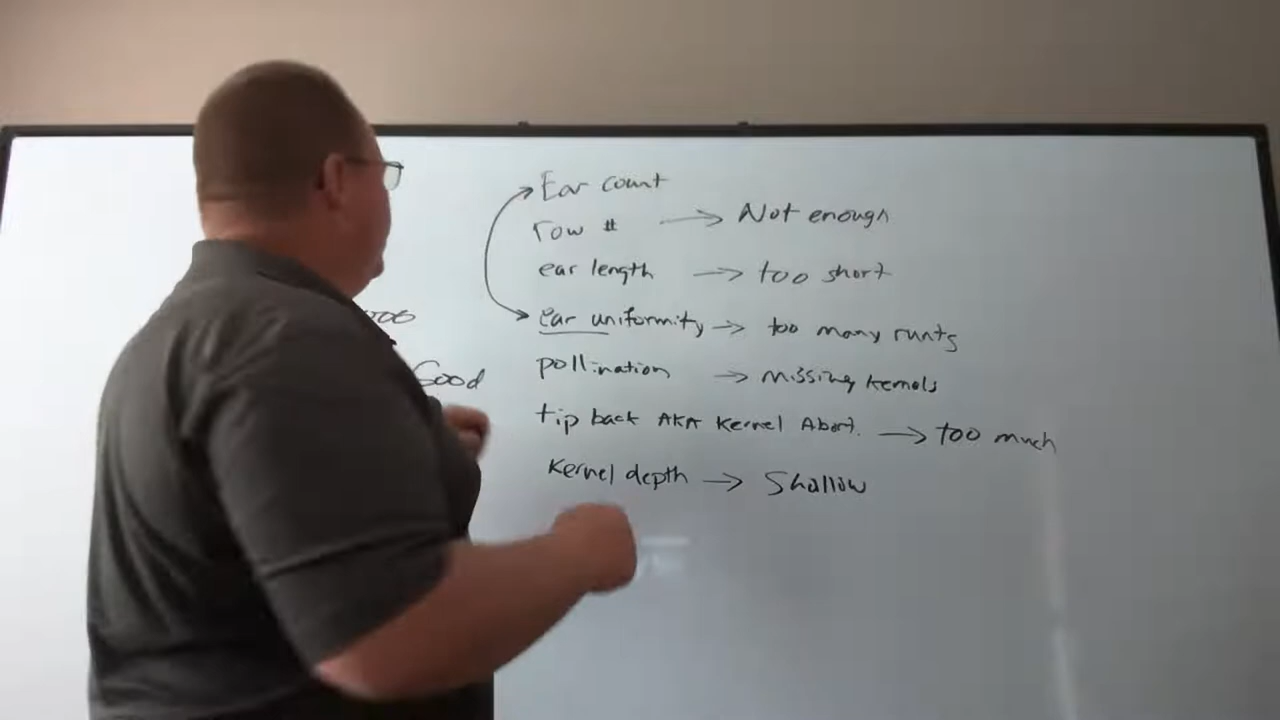 Ear count
row # → Not enough
ear length → too short
ear uniformity → too many runts
pollination → missing kernels
Good
tip back AKA Kernel Abort. → too much
Kernel depth → Shallow